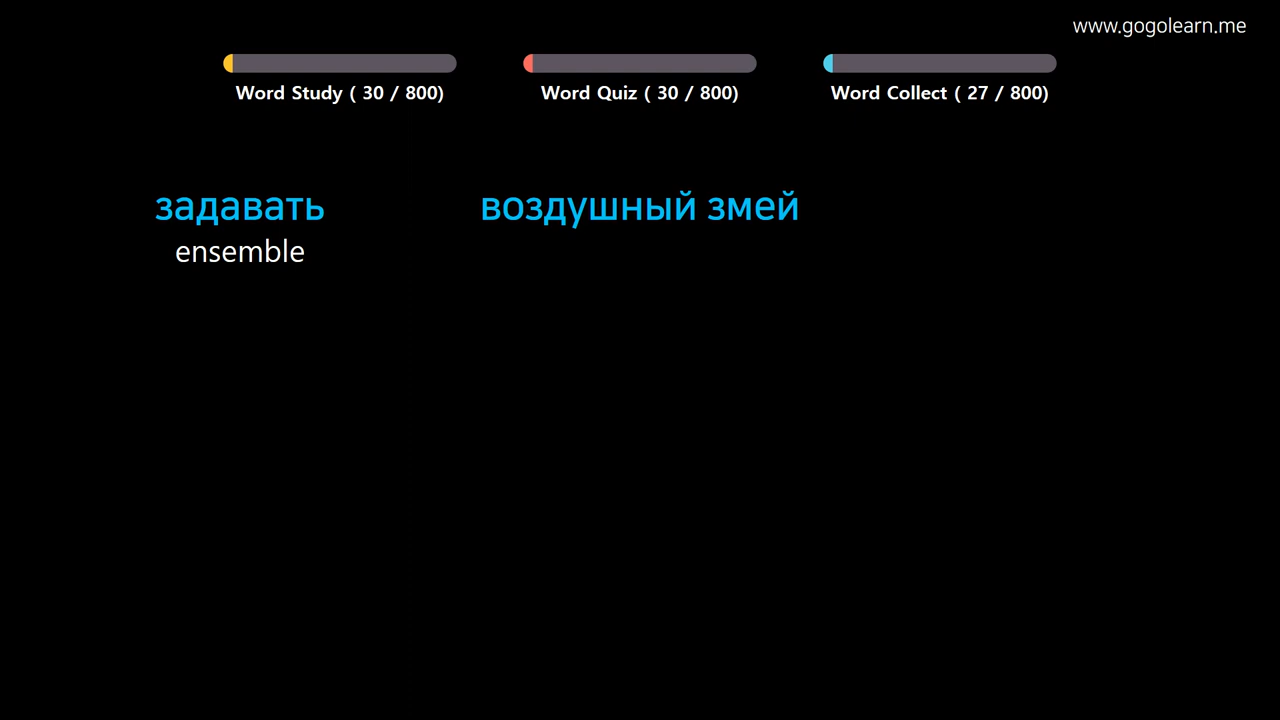 www.gogolearn.me
Word Study ( 30 / 800)
Word Quiz ( 30 / 800)
Word Collect ( 27 / 800)
задавать
ensemble
воздушный змей